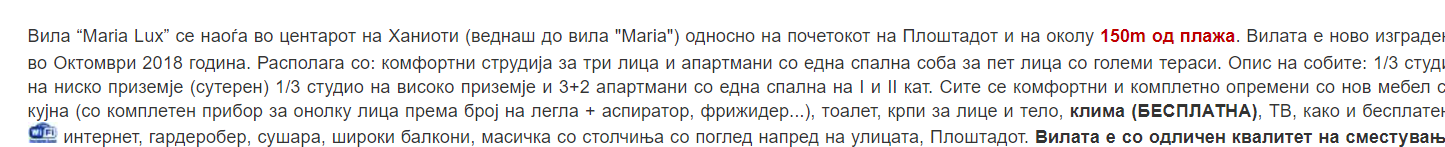 Вила “Maria Lux” се наоѓа во центарот на Ханиоти (веднаш до вила "Maria") односно на почетокот на Плоштадот и на околу 150m од плажа. Вилата е ново изграден
во Октомври 2018 година. Располага со: комфортни струдија за три лица и апартмани со една спална соба за пет лица со големи тераси. Опис на собите: 1/3 студи
на ниско приземје (сутерен) 1/3 студио на високо приземје и 3+2 апартмани со една спална на I и II кат. Сите се комфортни и комплетно опремени со нов мебел с
кујна (со комплетен прибор за онолку лица према број на легла + аспиратор, фрижидер...), тоалет, крпи за лице и тело, клима (БЕСПЛАТНА), ТВ, како и бесплатен
WiFi интернет, гардеробер, сушара, широки балкони, масичка со столчиња со поглед напред на улицата, Плоштадот. Вилата е со одличен квалитет на сместувањ